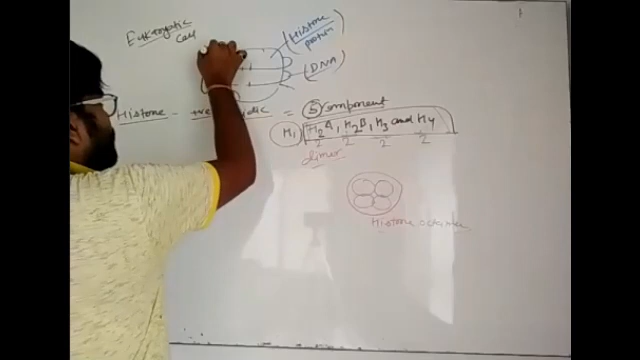 Eukaryotic
Cell
(Histone
protein)
(DNA)
Histone - = 5 component
H1 H2A, H2B, H3 and H4
2 2 2 2
dimer
Histone octamer